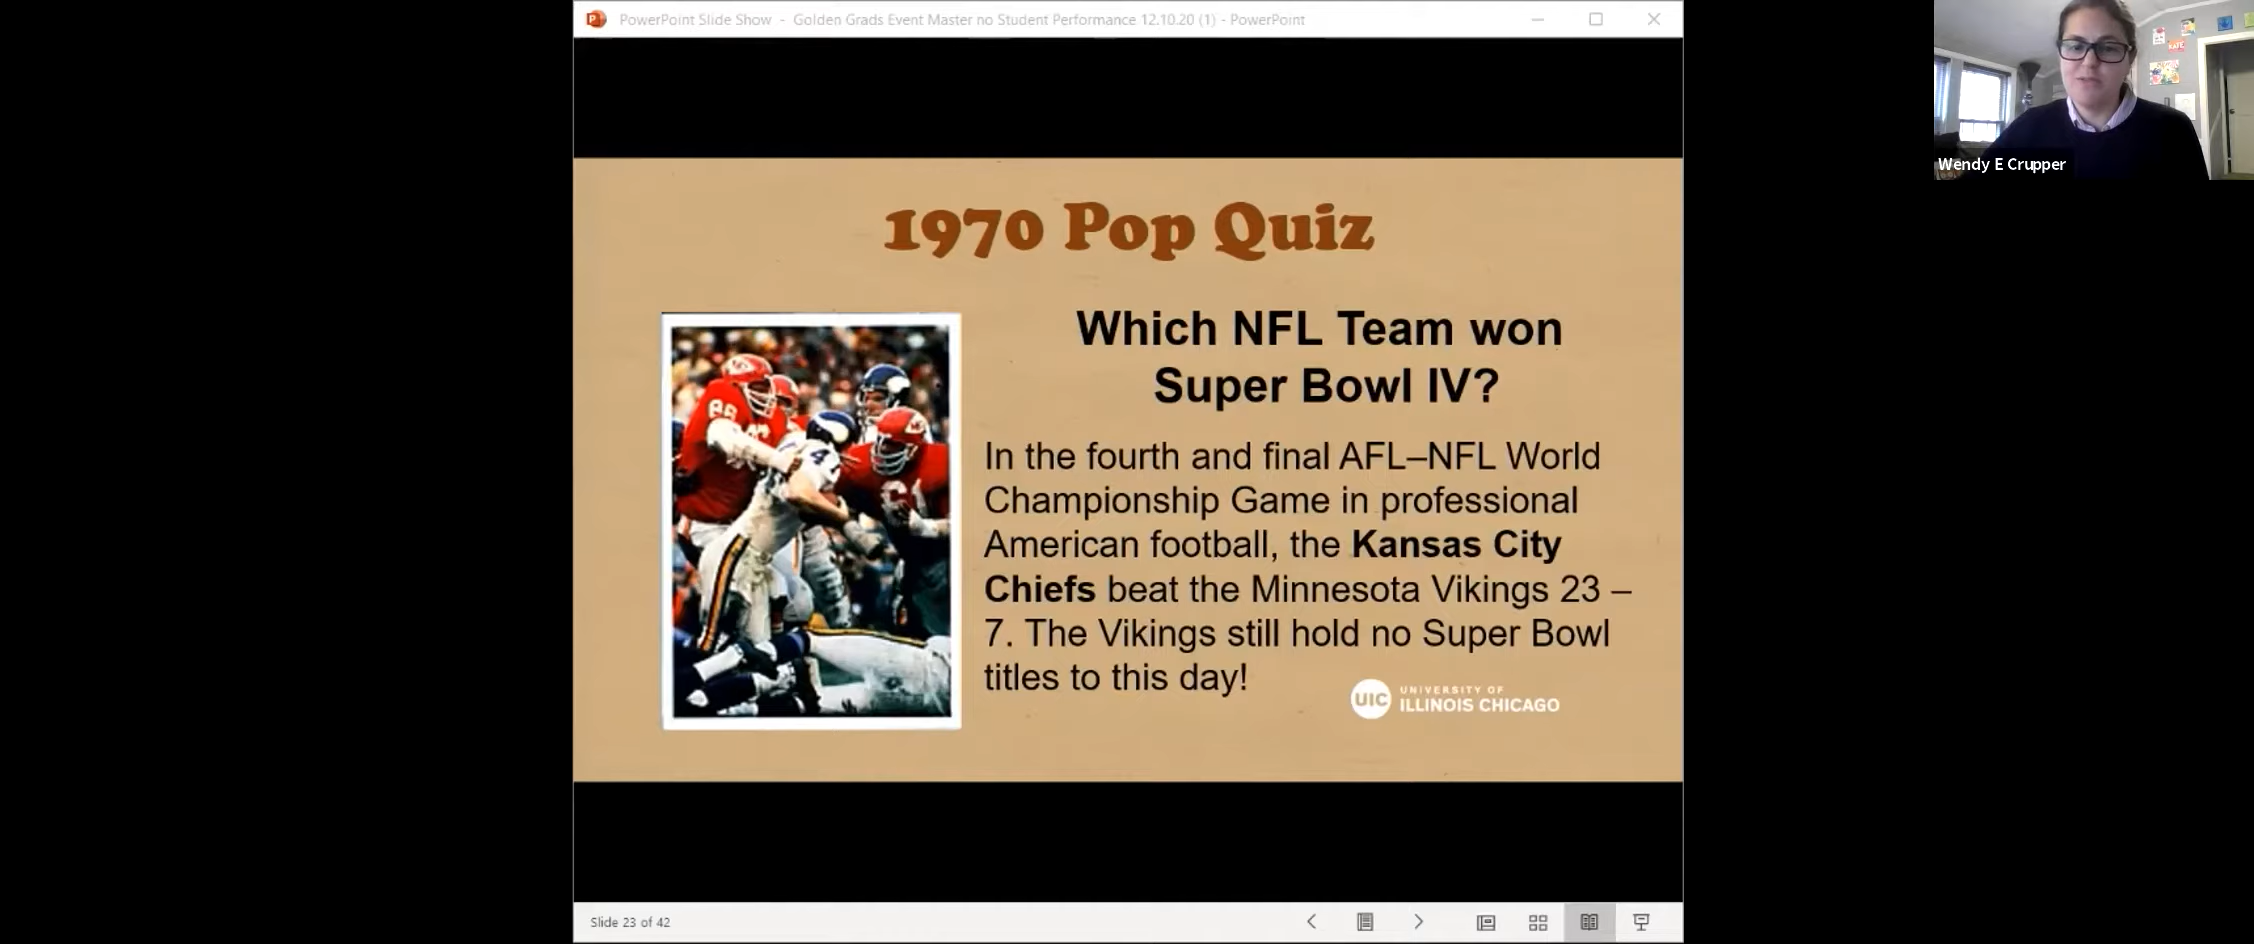 PowerPoint Slide Show - Golden Grads Event Master no Student Performance 12.10.20 (1) - PowerPoint
Wendy E Crupper
1970 Pop Quiz
Which NFL Team won
Super Bowl IV?
In the fourth and final AFL–NFL World
Championship Game in professional
American football, the Kansas City
Chiefs beat the Minnesota Vikings 23 –
7. The Vikings still hold no Super Bowl
titles to this day!
UIC
UNIVERSITY OF
ILLINOIS CHICAGO
Slide 23 of 42